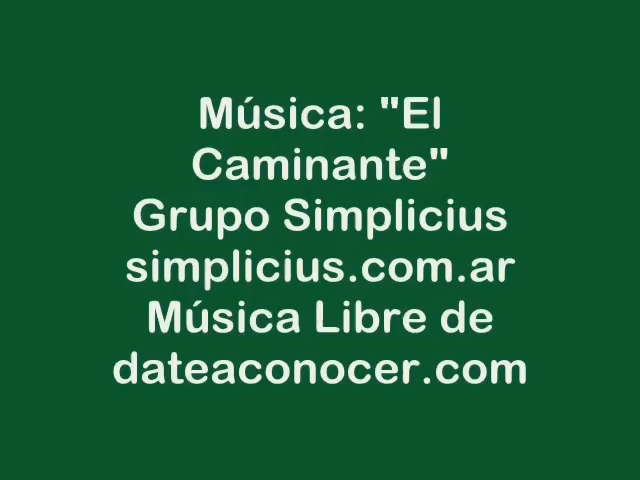 Música: "El
Caminante"
Grupo Simplicius
simplicius.com.ar
Música Libre de
dateaconocer.com